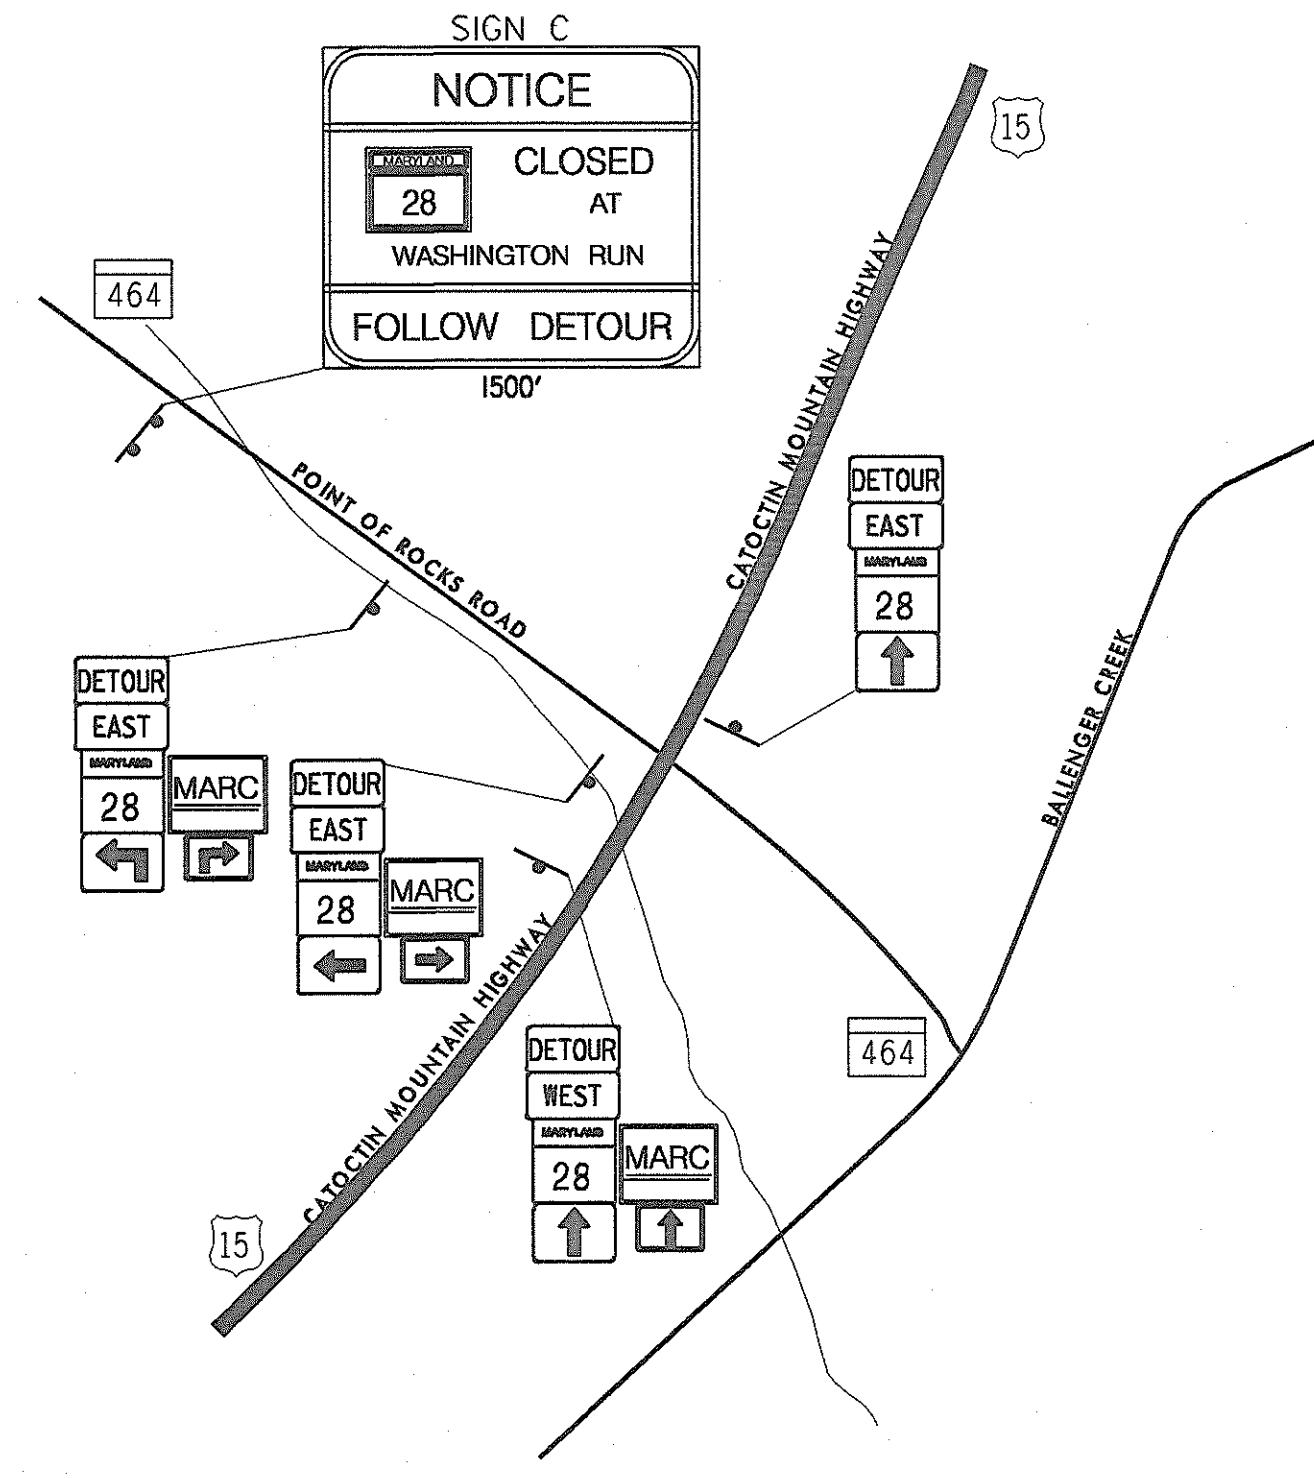 SIGN C
NOTICE
MARYLAND
28
CLOSED
AT
WASHINGTON RUN
FOLLOW DETOUR
1500'
15
464
POINT OF ROCKS ROAD
CATOCTIN MOUNTAIN HIGHWAY
DETOUR
EAST
MARYLAND
28
BALLENGER CREEK
DETOUR
EAST
MARYLAND
28
MARC
DETOUR
EAST
MARYLAND
28
MARC
CATOCTIN MOUNTAIN HIGHWAY
464
DETOUR
WEST
MARYLAND
28
MARC
15